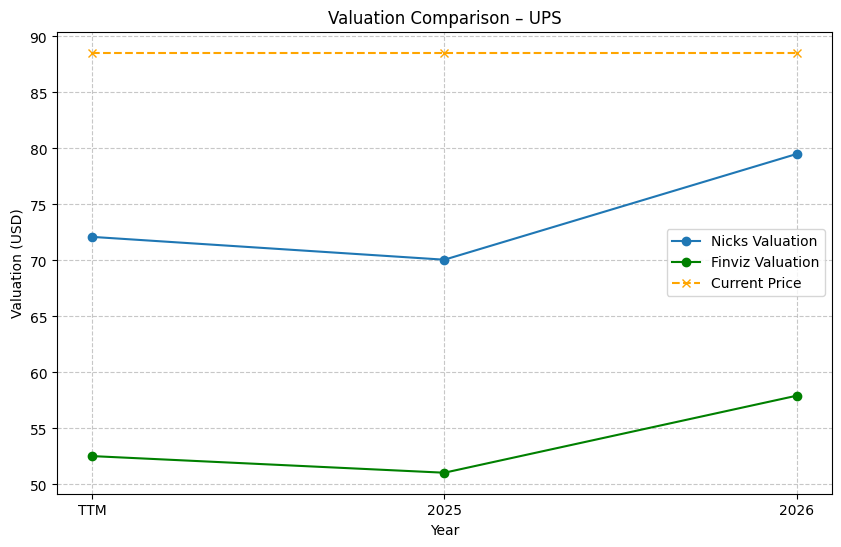 Valuation Comparison – UPS
Valuation (USD)
90
85
80
75
70
65
60
55
50
Nicks Valuation
Finviz Valuation
Current Price
TTM
2025
2026
Year